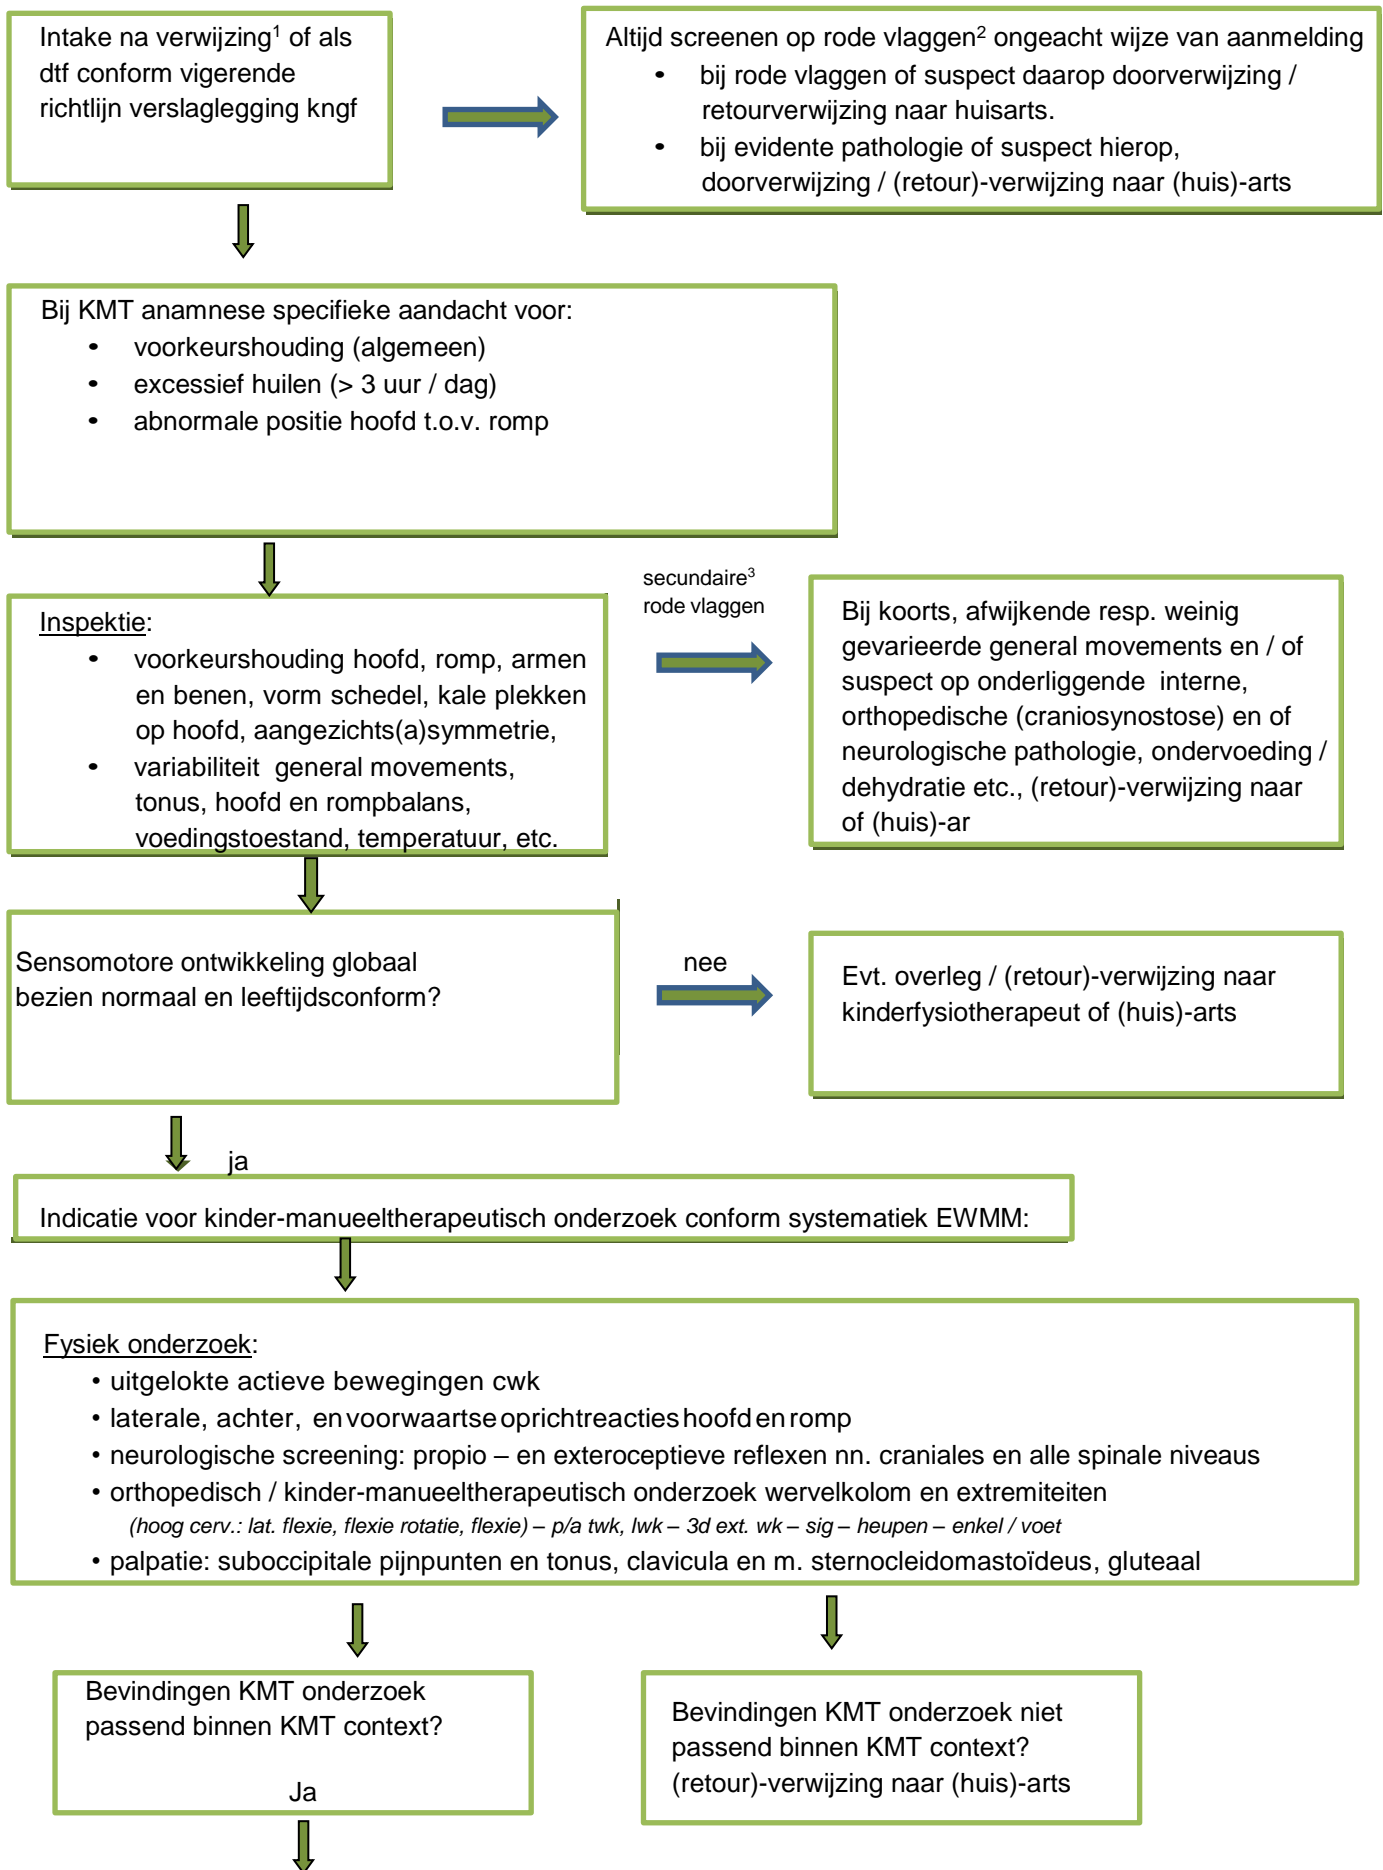 Intake na verwijzing¹ of als
dtf conform vigerende
richtlijn verslaglegging kngf
Altijd screenen op rode vlaggen² ongeacht wijze van aanmelding
• bij rode vlaggen of suspect daarop doorverwijzing /
retourverwijzing naar huisarts.
• bij evidente pathologie of suspect hierop,
doorverwijzing / (retour)-verwijzing naar (huis)-arts
Bij KMT anamnese specifieke aandacht voor:
• voorkeurshouding (algemeen)
• excessief huilen (> 3 uur / dag)
• abnormale positie hoofd t.o.v. romp
Inspektie:
• voorkeurshouding hoofd, romp, armen
en benen, vorm schedel, kale plekken
op hoofd, aangezichts(a)symmetrie,
• variabiliteit general movements,
tonus, hoofd en rompbalans,
voedingstoestand, temperatuur, etc.
secundaire³
rode vlaggen
Bij koorts, afwijkende resp. weinig
gevarieerde general movements en / of
suspect op onderliggende interne,
orthopedische (craniosynostose) en of
neurologische pathologie, ondervoeding /
dehydratie etc., (retour)-verwijzing naar
of (huis)-ar
Sensomotore ontwikkeling globaal
bezien normaal en leeftijdsconform?
nee
Evt. overleg / (retour)-verwijzing naar
kinderfysiotherapeut of (huis)-arts
ja
Indicatie voor kinder-manueeltherapeutisch onderzoek conform systematiek EWMM:
Fysiek onderzoek:
• uitgelokte actieve bewegingen cwk
• laterale, achter, en voorwaartse oprichtreacties hoofd en romp
• neurologische screening: propio – en exteroceptieve reflexen nn. craniales en alle spinale niveaus
• orthopedisch / kinder-manueeltherapeutisch onderzoek wervelkolom en extremiteiten
(hoog cerv.: lat. flexie, flexie rotatie, flexie) – p/a twk, lwk – 3d ext. wk – sig – heupen – enkel / voet
• palpatie: suboccipitale pijnpunten en tonus, clavicula en m. sternocleidomastoïdeus, gluteaal
Bevindingen KMT onderzoek
passend binnen KMT context?
Ja
Bevindingen KMT onderzoek niet
passend binnen KMT context?
(retour)-verwijzing naar (huis)-arts